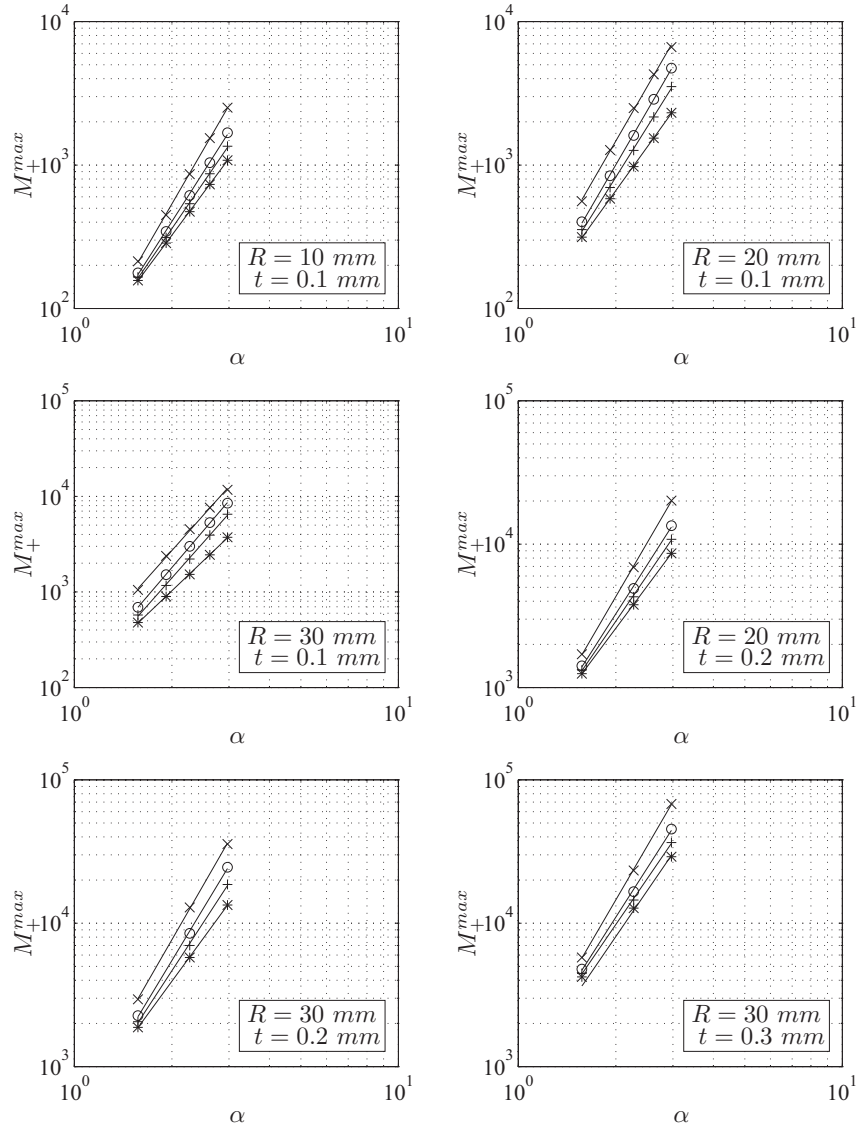 10^4
10^3
10^2
M_+^{max}
10^0
10^1
α
R = 10 mm
t = 0.1 mm
10^4
10^3
10^2
M_+^{max}
10^0
10^1
α
R = 20 mm
t = 0.1 mm
10^5
10^4
10^3
10^2
M_+^{max}
10^0
10^1
α
R = 30 mm
t = 0.1 mm
10^5
10^4
10^3
M_+^{max}
10^0
10^1
α
R = 20 mm
t = 0.2 mm
10^5
10^4
10^3
M_+^{max}
10^0
10^1
α
R = 30 mm
t = 0.2 mm
10^5
10^4
10^3
M_+^{max}
10^0
10^1
α
R = 30 mm
t = 0.3 mm